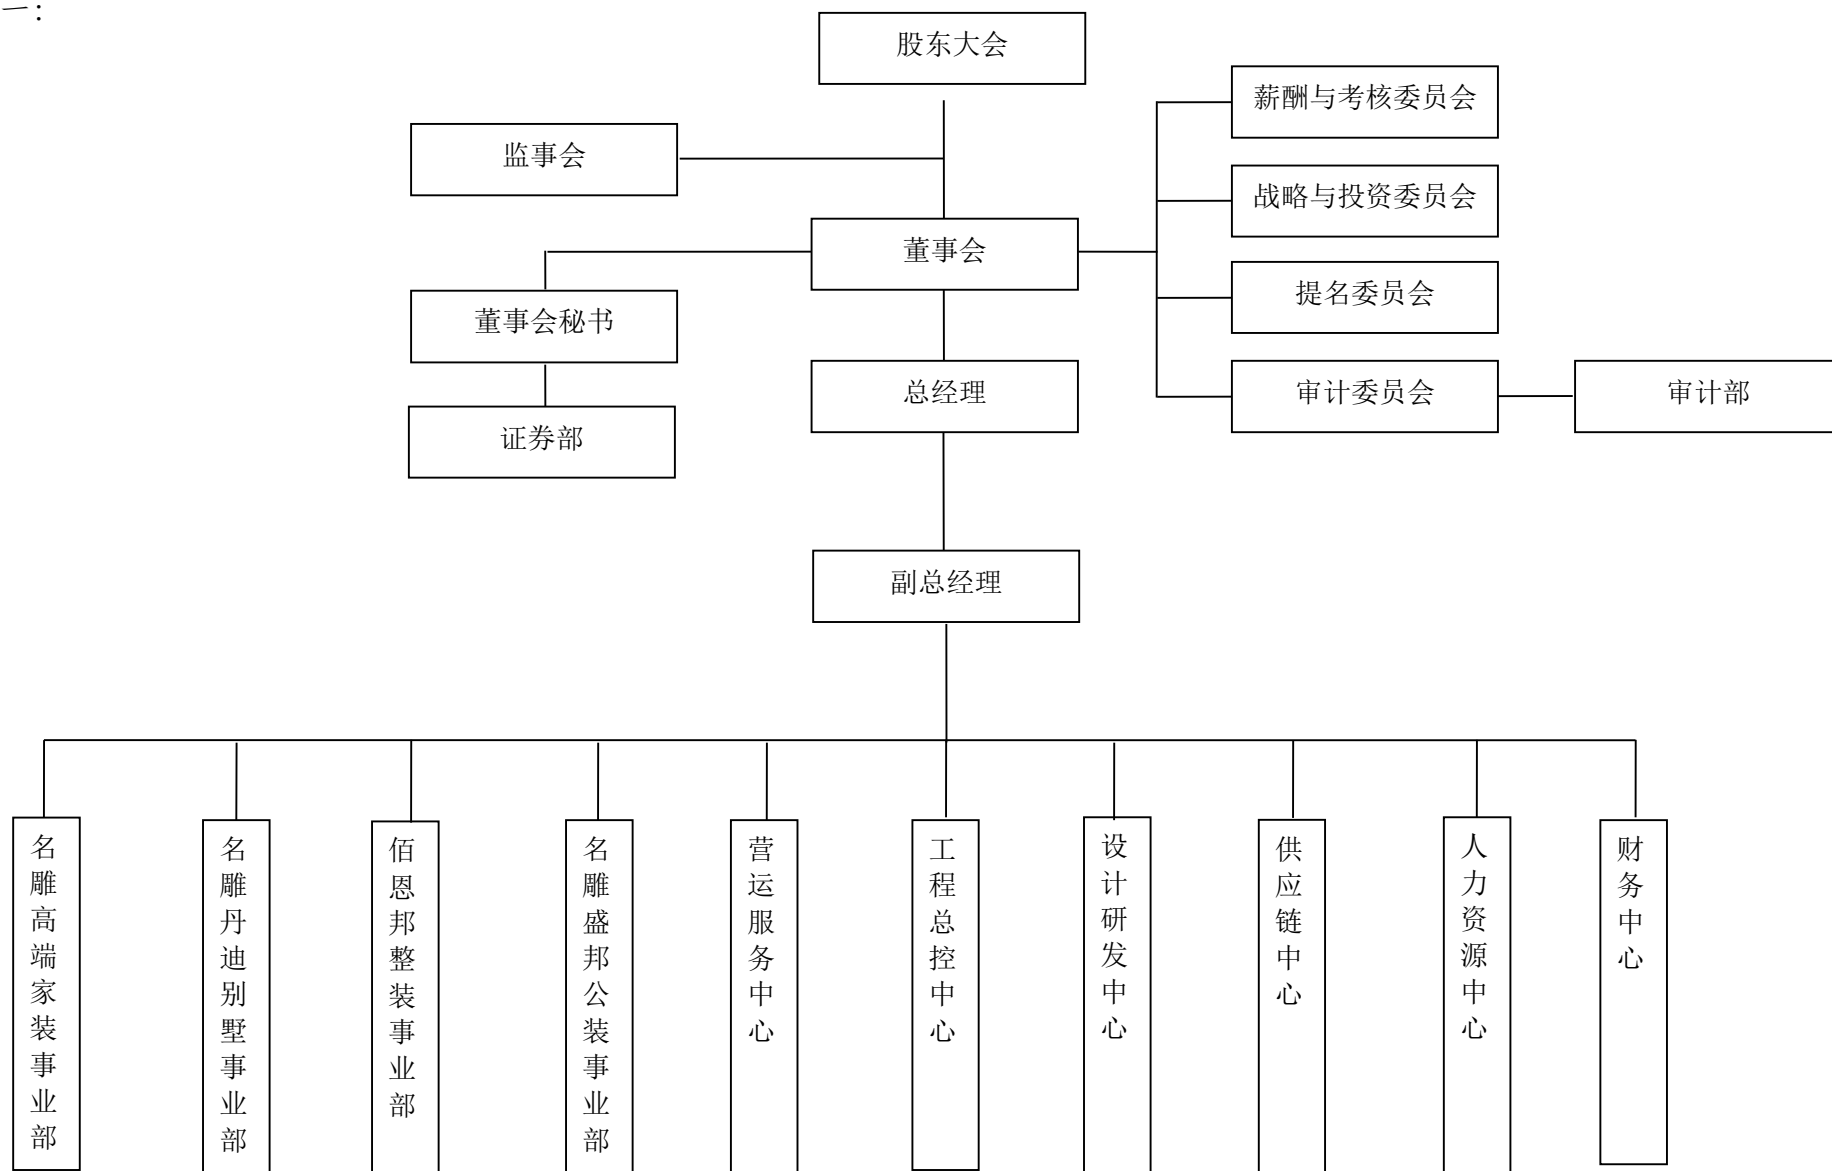 一：
股东大会
薪酬与考核委员会
监事会
战略与投资委员会
董事会
提名委员会
董事会秘书
总经理
审计委员会
审计部
证券部
副总经理
名雕高端家装事业部
名雕丹迪别墅事业部
佰恩邦整装事业部
名雕盛邦公装事业部
营运服务中心
工程总控中心
设计研发中心
供应链中心
人力资源中心
财务中心